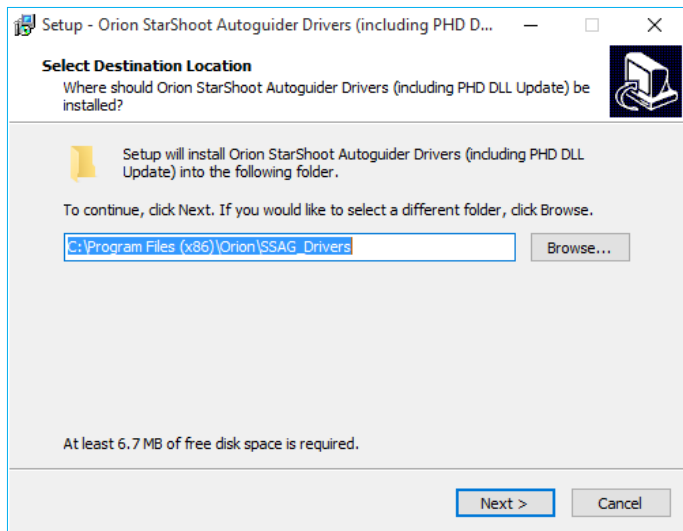 Setup - Orion StarShoot Autoguider Drivers (including PHD D...
Select Destination Location
Where should Orion StarShoot Autoguider Drivers (including PHD DLL Update) be
installed?
Setup will install Orion StarShoot Autoguider Drivers (including PHD DLL
Update) into the following folder.
To continue, click Next. If you would like to select a different folder, click Browse.
C:\Program Files (x86)\Orion\SSAG_Drivers
Browse...
At least 6.7 MB of free disk space is required.
Next >
Cancel